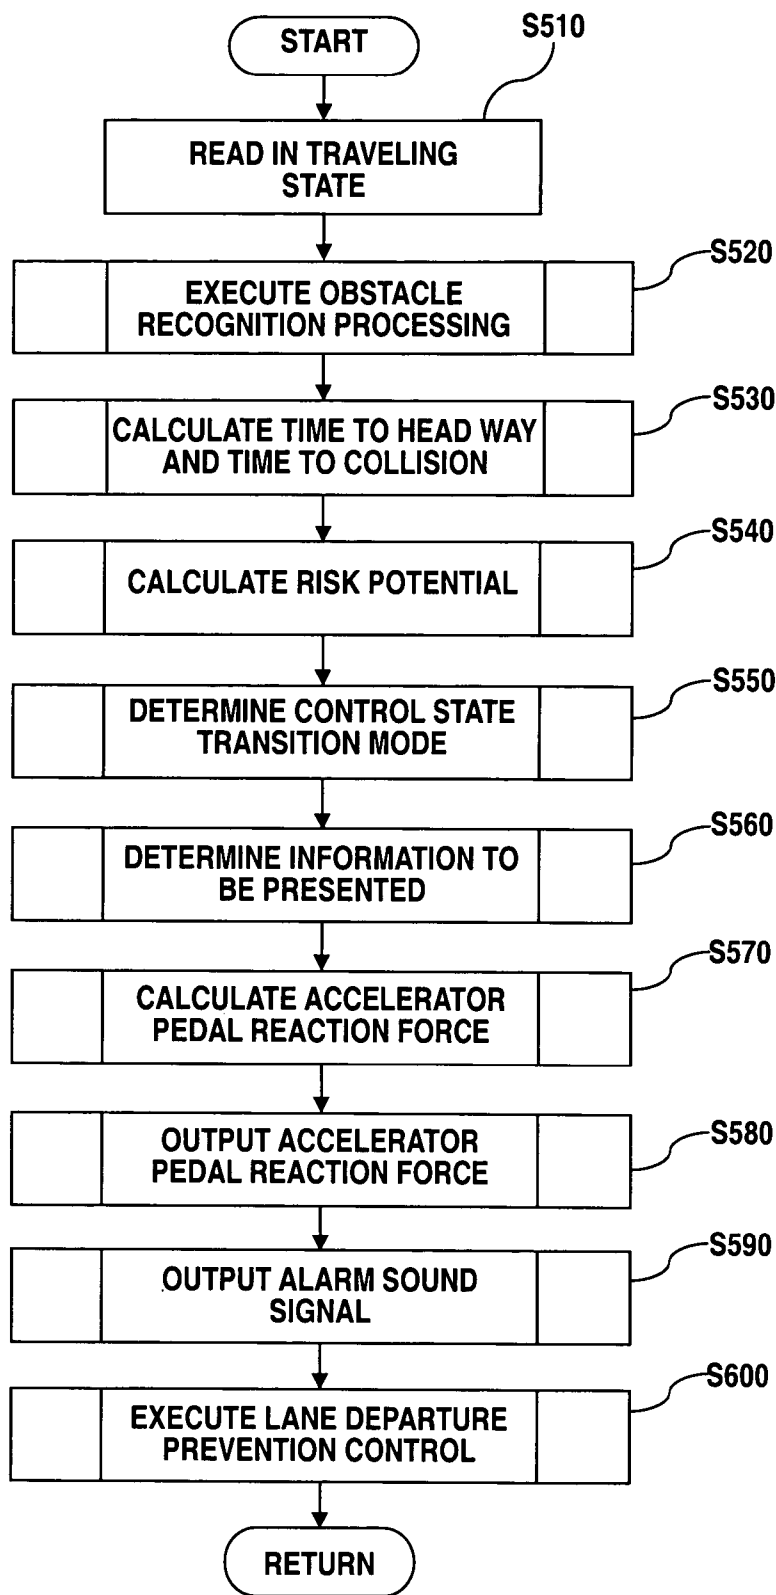 START
S510
READ IN TRAVELING
STATE
S520
EXECUTE OBSTACLE
RECOGNITION PROCESSING
S530
CALCULATE TIME TO HEAD WAY
AND TIME TO COLLISION
S540
CALCULATE RISK POTENTIAL
S550
DETERMINE CONTROL STATE
TRANSITION MODE
S560
DETERMINE INFORMATION TO
BE PRESENTED
S570
CALCULATE ACCELERATOR
PEDAL REACTION FORCE
S580
OUTPUT ACCELERATOR
PEDAL REACTION FORCE
S590
OUTPUT ALARM SOUND
SIGNAL
S600
EXECUTE LANE DEPARTURE
PREVENTION CONTROL
RETURN